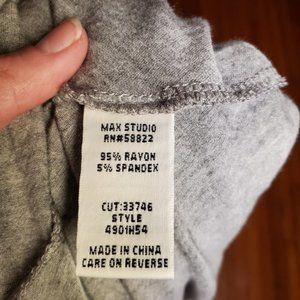 MAX STUDIO
RN#58822
95% RAYON
5% SPANDEX
CUT:33746
STYLE
4901H54
MADE IN CHINA
CARE ON REVERSE